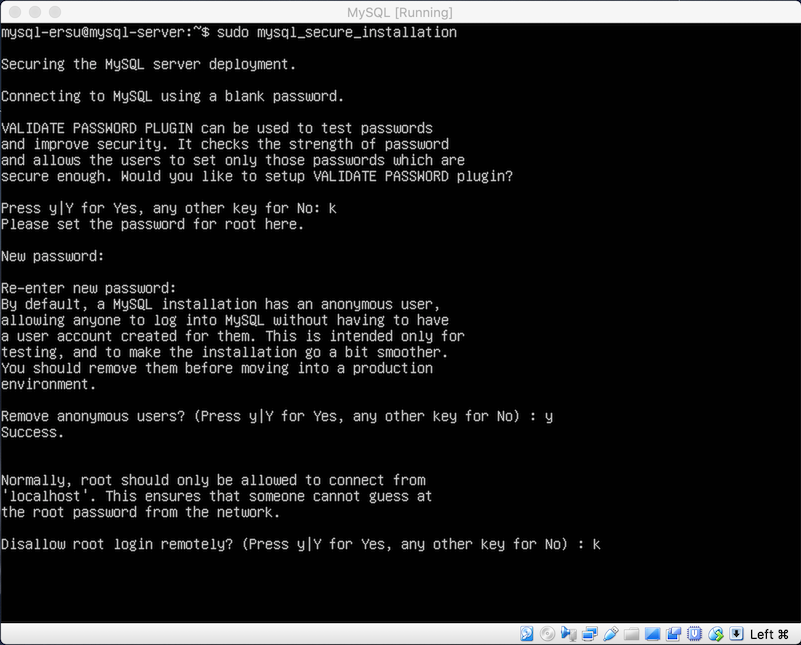 MySQL [Running]
mysql-ersu@mysql-server:~$ sudo mysql_secure_installation
Securing the MySQL server deployment.
Connecting to MySQL using a blank password.
VALIDATE PASSWORD PLUGIN can be used to test passwords
and improve security. It checks the strength of password
and allows the users to set only those passwords which are
secure enough. Would you like to setup VALIDATE PASSWORD plugin?
Press y|Y for Yes, any other key for No: k
Please set the password for root here.
New password:
Re-enter new password:
By default, a MySQL installation has an anonymous user,
allowing anyone to log into MySQL without having to have
a user account created for them. This is intended only for
testing, and to make the installation go a bit smoother.
You should remove them before moving into a production
environment.
Remove anonymous users? (Press y|Y for Yes, any other key for No) : y
Success.
Normally, root should only be allowed to connect from
'localhost'. This ensures that someone cannot guess at
the root password from the network.
Disallow root login remotely? (Press y|Y for Yes, any other key for No) : k
Left ⌘